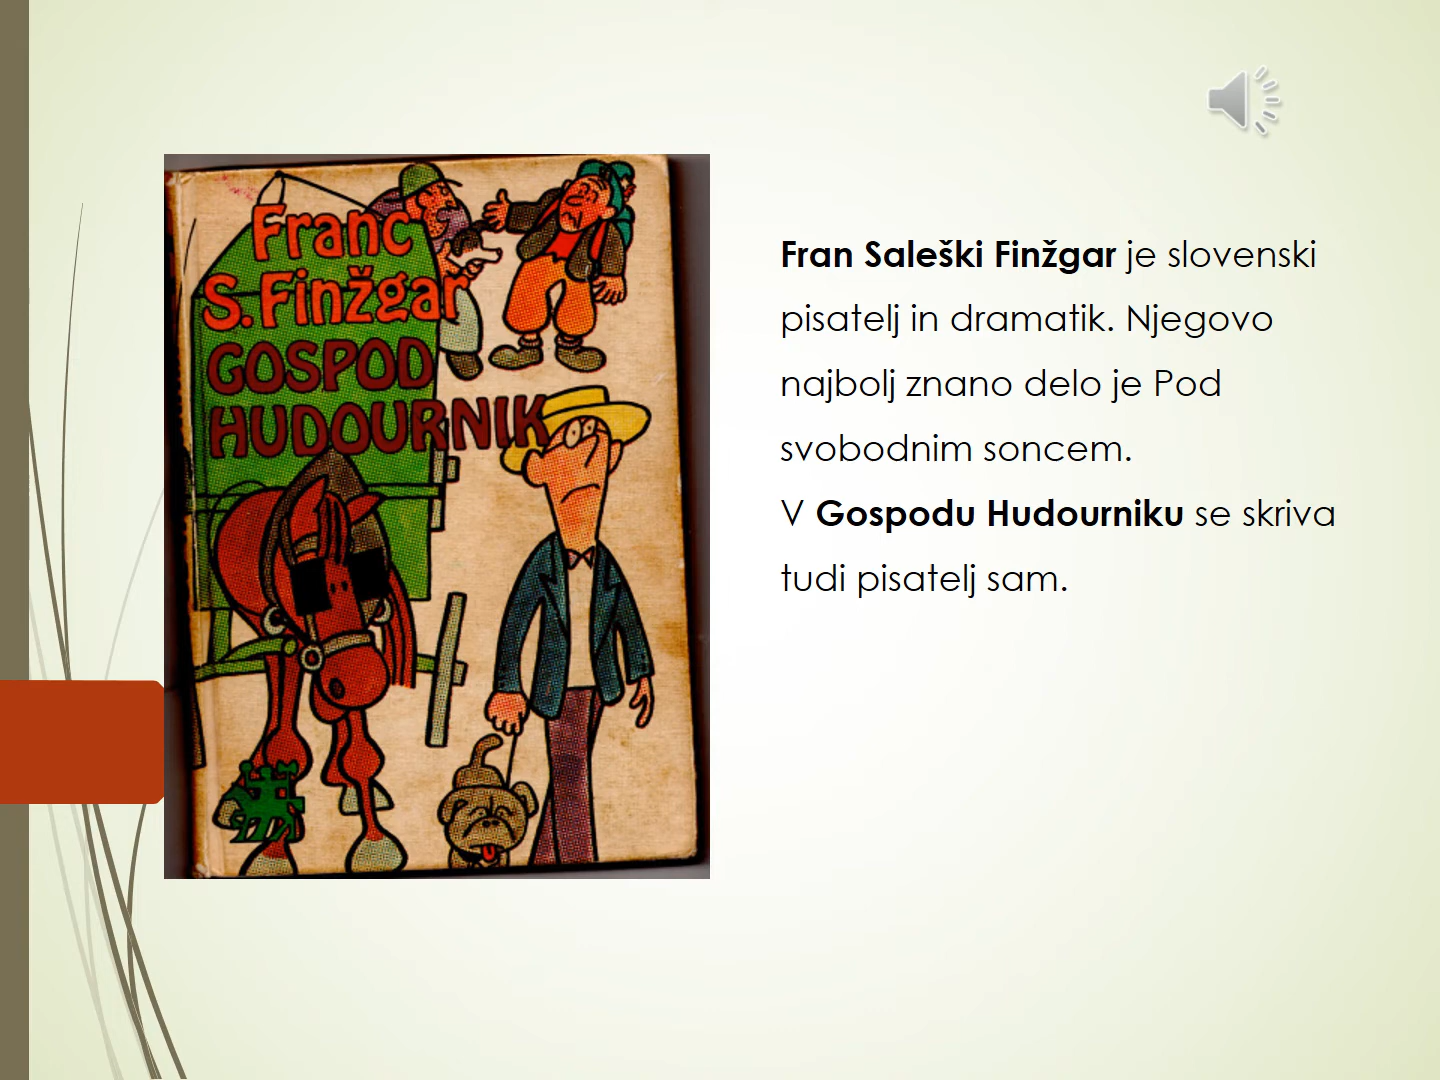 Franc
S. Finžgar
GOSPOD
HUDOURNIK
Fran Saleški Finžgar je slovenski
pisatelj in dramatik. Njegovo
najbolj znano delo je Pod
svobodnim soncem.
V Gospodu Hudourniku se skriva
tudi pisatelj sam.